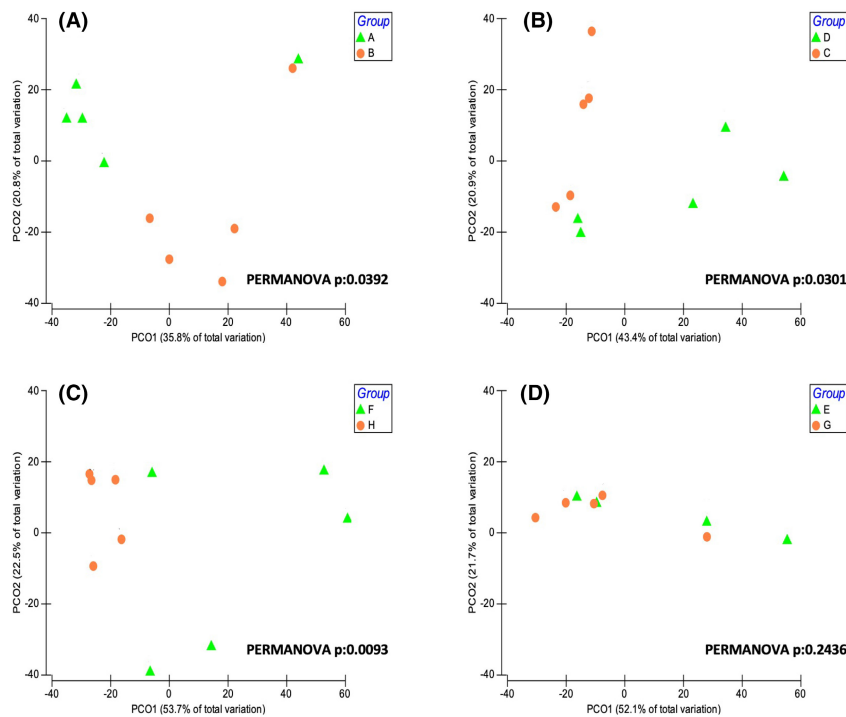 (A)
Group
A
B
PCO2 (20.8% of total variation)
40
20
0
-20
-40
PERMANOVA p:0.0392
-40 -20 0 20 40 60
PCO1 (35.8% of total variation)
(B)
Group
D
C
PCO2 (20.9% of total variation)
40
20
0
-20
-40
PERMANOVA p:0.0301
-40 -20 0 20 40 60
PCO1 (43.4% of total variation)
(C)
Group
F
H
PCO2 (22.5% of total variation)
40
20
0
-20
-40
PERMANOVA p:0.0093
-40 -20 0 20 40 60
PCO1 (53.7% of total variation)
(D)
Group
E
G
PCO2 (21.7% of total variation)
40
20
0
-20
-40
PERMANOVA p:0.2436
-40 -20 0 20 40 60
PCO1 (52.1% of total variation)